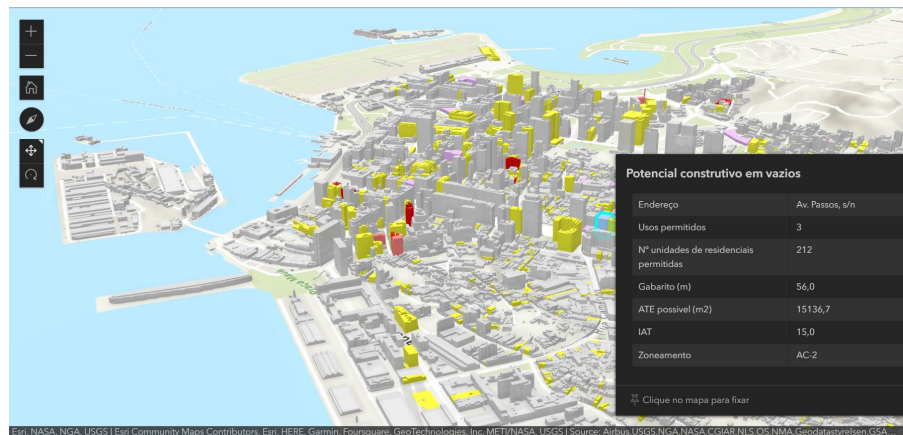 Praça Mauá
Potencial construtivo em vazios
Endereço Av. Passos, s/n
Usos permitidos 3
Nº unidades de residenciais permitidas 212
Gabarito (m) 56,0
ATE possivel (m2) 15136,7
IAT 15,0
Zoneamento AC-2
Clique no mapa para fixar
Esri, NASA, NGA, USGS | Esri Community Maps Contributors, Esri, HERE, Garmin, Foursquare, GeoTechnologies, Inc, METI/NASA, USGS | Source: Airbus,USGS,NGA,NASA,CGIAR,NLS,OS,NMA,Geodatastyrelsen,GSA,...